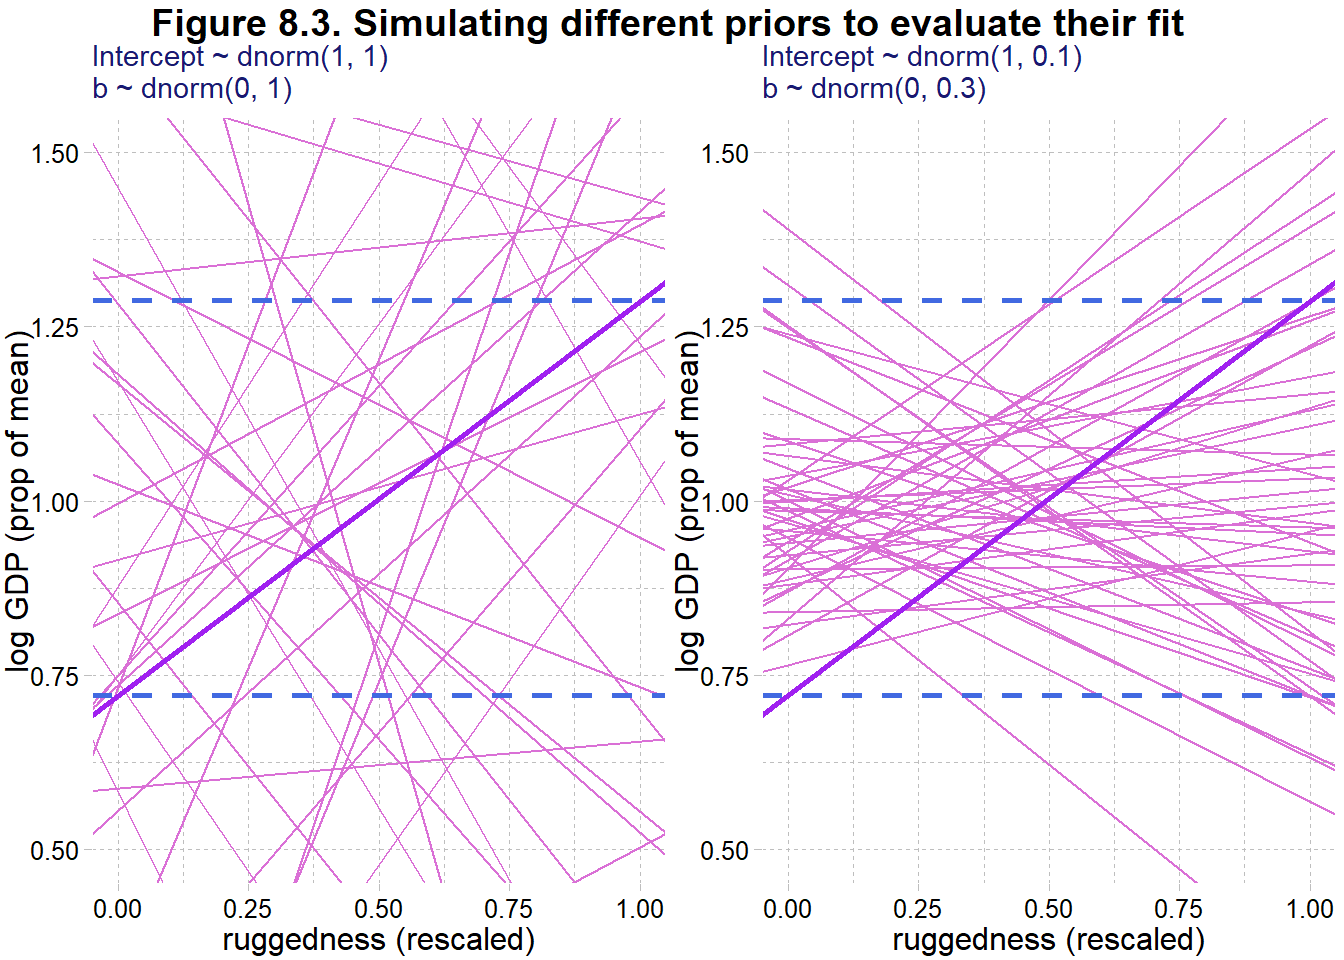 Figure 8.3. Simulating different priors to evaluate their fit
Intercept ~ dnorm(1, 1)
b ~ dnorm(0, 1)
log GDP (prop of mean)
1.50
1.25
1.00
0.75
0.50
0.00 0.25 0.50 0.75 1.00
ruggedness (rescaled)
Intercept ~ dnorm(1, 0.1)
b ~ dnorm(0, 0.3)
log GDP (prop of mean)
1.50
1.25
1.00
0.75
0.50
0.00 0.25 0.50 0.75 1.00
ruggedness (rescaled)